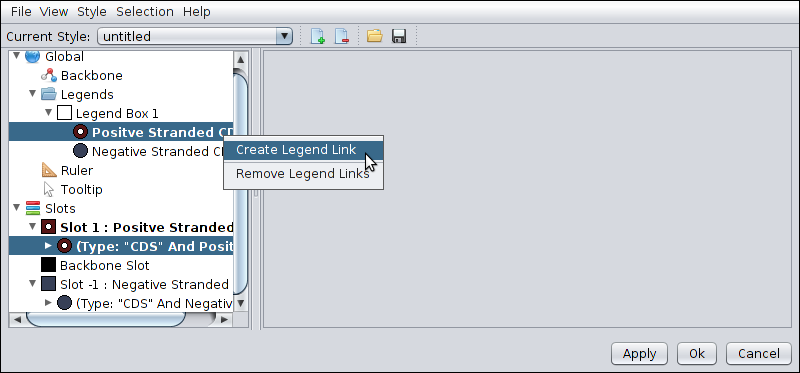 File View Style Selection Help
Current Style: untitled
Global
Backbone
Legends
Legend Box 1
Positve Stranded CD
Negative Stranded C
Create Legend Link
Remove Legend Links
Ruler
Tooltip
Slots
Slot 1 : Positve Stranded
(Type: "CDS" And Posit
Backbone Slot
Slot -1 : Negative Stranded
(Type: "CDS" And Negativ
Apply Ok Cancel